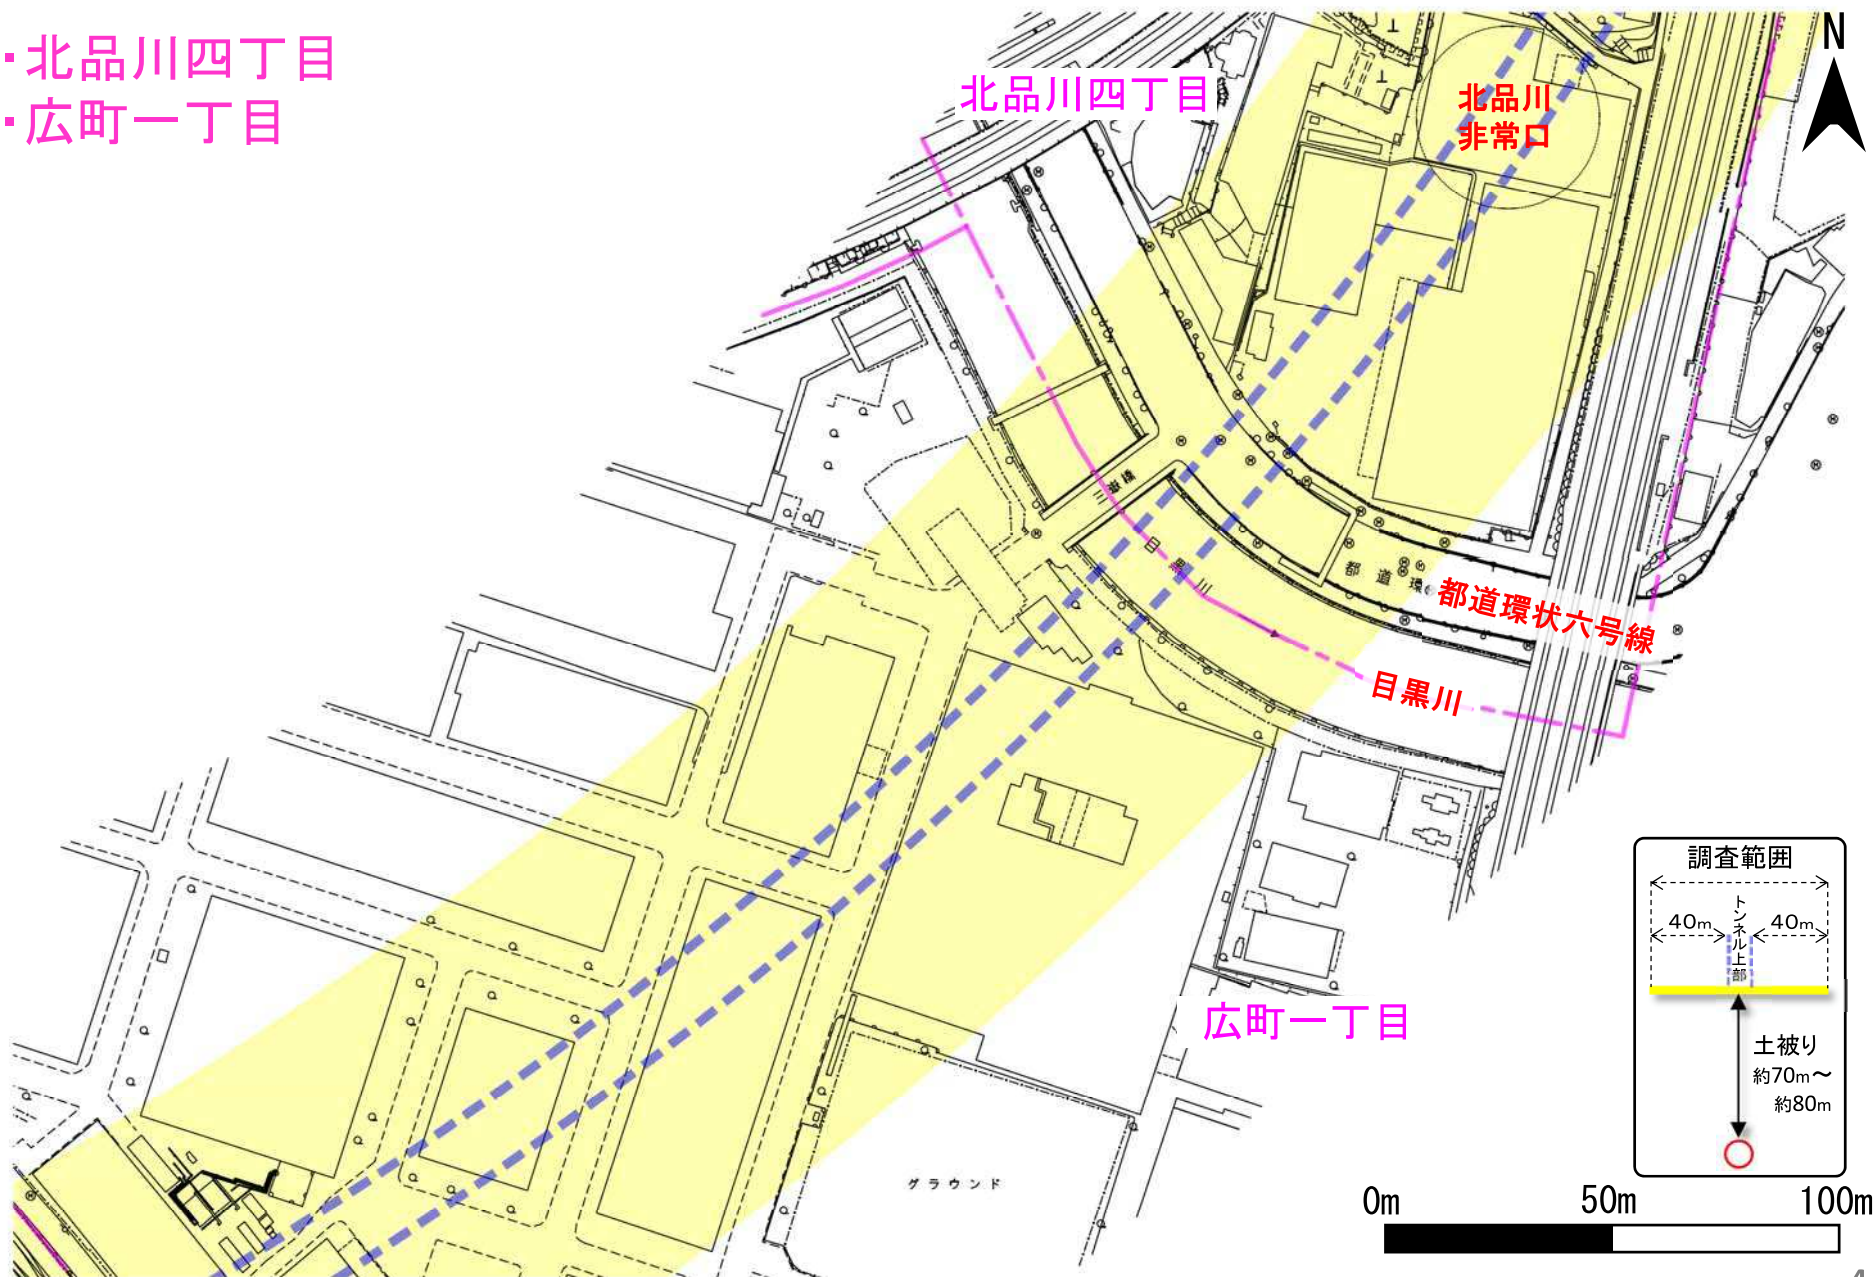 ・北品川四丁目
・広町一丁目
北品川四丁目
N
北品川
非常口
都道環
都道環状六号線
目黒川
広町一丁目
グラウンド
調査範囲
40m
トンネル上部
40m
土被り
約70m～
約80m
0m
50m
100m